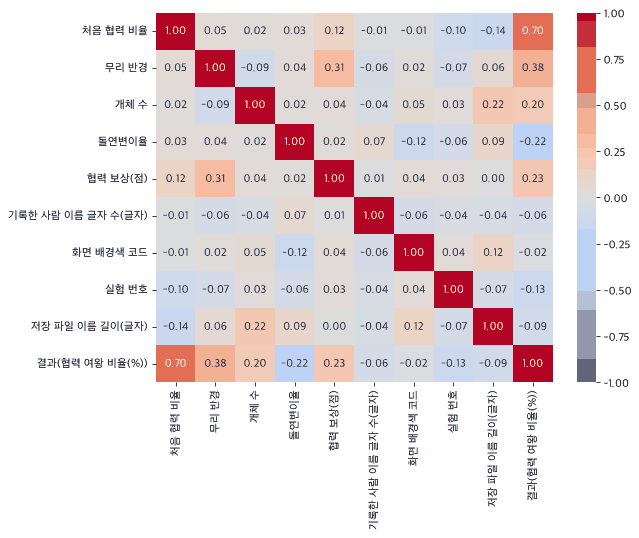 처음 협력 비율 1.00 0.05 0.02 0.03 0.12 -0.01 -0.01 -0.10 -0.14 0.70
무리 반경 0.05 1.00 -0.09 0.04 0.31 -0.06 0.02 -0.07 0.06 0.38
개체 수 0.02 -0.09 1.00 0.02 0.04 -0.04 0.05 0.03 0.22 0.20
돌연변이율 0.03 0.04 0.02 1.00 0.02 0.07 -0.12 -0.06 0.09 -0.22
협력 보상(점) 0.12 0.31 0.04 0.02 1.00 0.01 0.04 0.03 0.00 0.23
기록한 사람 이름 글자 수(글자) -0.01 -0.06 -0.04 0.07 0.01 1.00 -0.06 -0.04 -0.04 -0.06
화면 배경색 코드 -0.01 0.02 0.05 -0.12 0.04 -0.06 1.00 0.04 0.12 -0.02
실험 번호 -0.10 -0.07 0.03 -0.06 0.03 -0.04 0.04 1.00 -0.07 -0.13
저장 파일 이름 길이(글자) -0.14 0.06 0.22 0.09 0.00 -0.04 0.12 -0.07 1.00 -0.09
결과(협력 여왕 비율(%)) 0.70 0.38 0.20 -0.22 0.23 -0.06 -0.02 -0.13 -0.09 1.00
처음 협력 비율
무리 반경
개체 수
돌연변이율
협력 보상(점)
기록한 사람 이름 글자 수(글자)
화면 배경색 코드
실험 번호
저장 파일 이름 길이(글자)
결과(협력 여왕 비율(%))
1.00
0.75
0.50
0.25
0.00
-0.25
-0.50
-0.75
-1.00